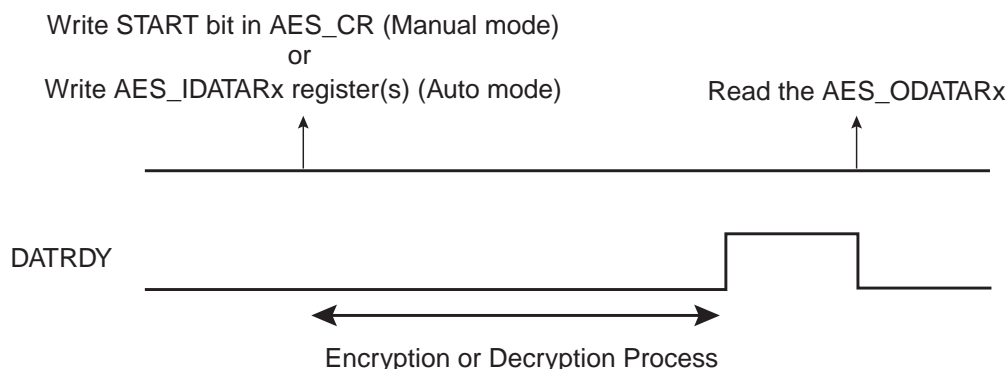 Write START bit in AES_CR (Manual mode)
or
Write AES_IDATARx register(s) (Auto mode)
Read the AES_ODATARx
DATRDY
Encryption or Decryption Process